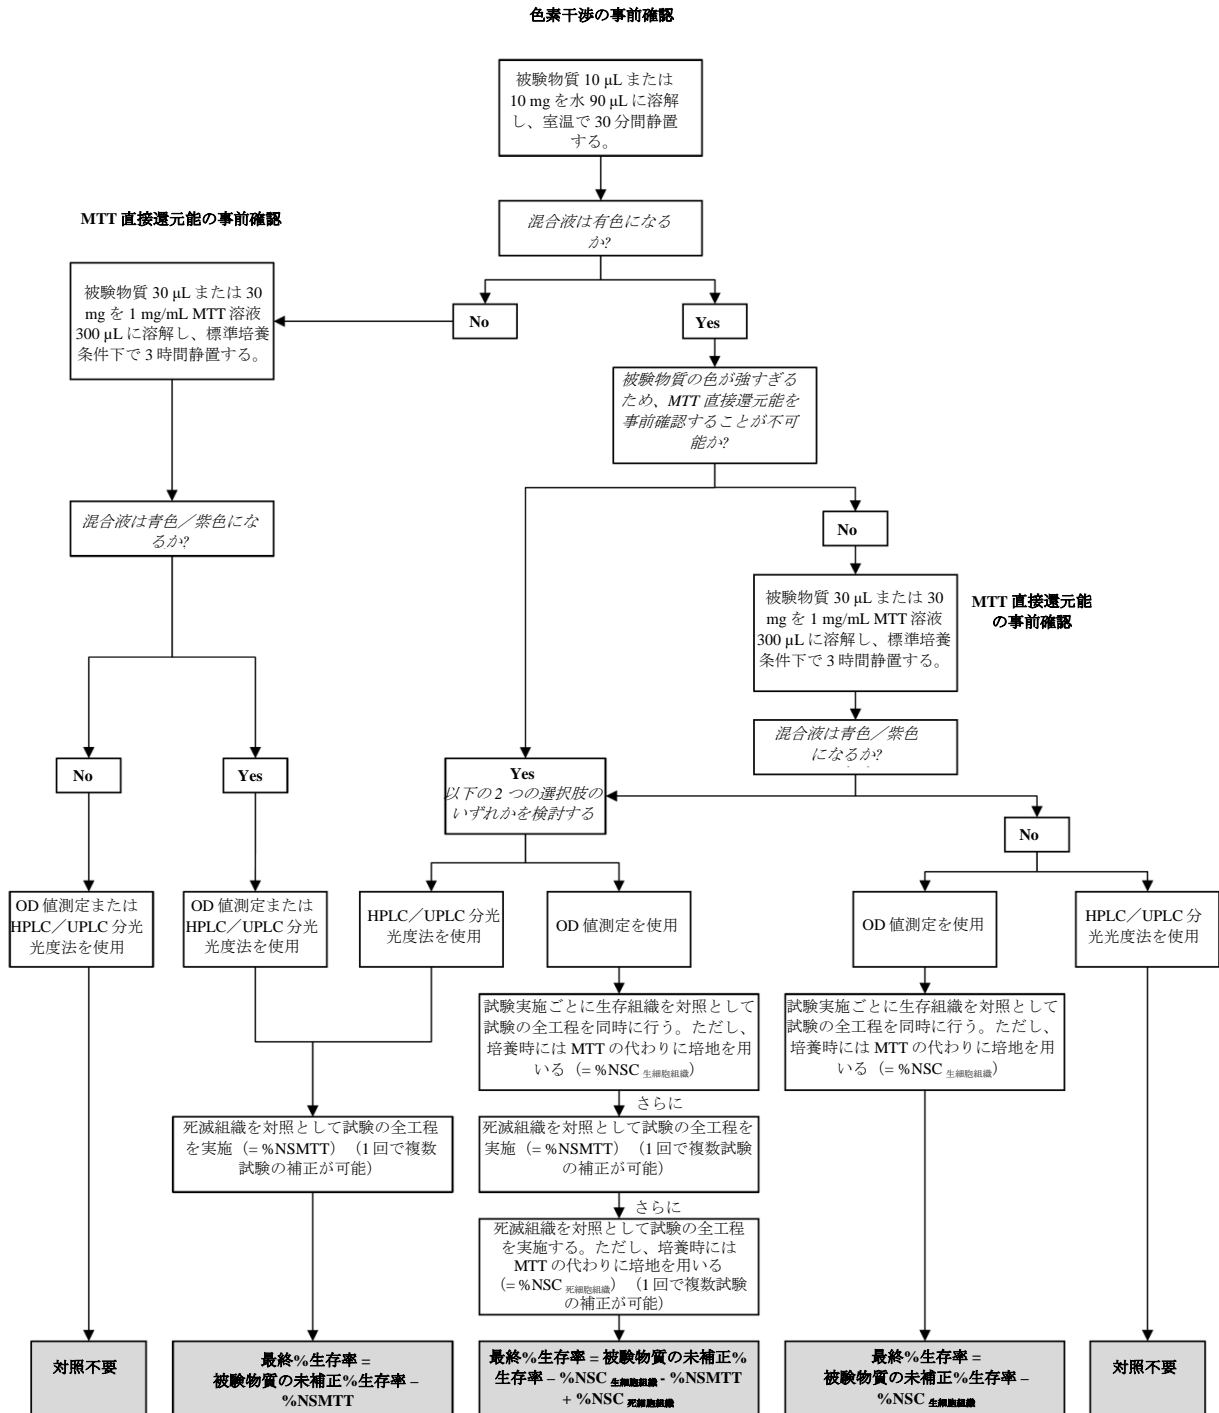 色素干渉の事前確認
被験物質 10 μL または
10 mg を水 90 μL に溶解
し、室温で 30 分間静置
する。
混合液は有色になる
か?
MTT 直接還元能の事前確認
被験物質 30 μL または 30
mg を 1 mg/mL MTT 溶液
300 μL に溶解し、標準培養
条件下で 3 時間静置する。
No
Yes
被験物質の色が強すぎる
ため、MTT 直接還元能を
事前確認することが不可
能か?
混合液は青色／紫色にな
るか?
No
被験物質 30 μL または 30
mg を 1 mg/mL MTT 溶液
300 μL に溶解し、標準培養
条件下で 3 時間静置する。
MTT 直接還元能
の事前確認
混合液は青色／紫色
になるか?
No
Yes
Yes
以下の 2 つの選択肢の
いずれかを検討する
No
OD 値測定または
HPLC／UPLC 分光
光度法を使用
OD 値測定または
HPLC／UPLC 分光
光度法を使用
HPLC／UPLC 分光
光度法を使用
OD 値測定を使用
OD 値測定を使用
HPLC／UPLC 分
光光度法を使用
試験実施ごとに生存組織を対照として
試験の全工程を同時に行う。ただし、
培養時には MTT の代わりに培地を用
いる（= %NSC 生細胞組織）
試験実施ごとに生存組織を対照として
試験の全工程を同時に行う。ただし、
培養時には MTT の代わりに培地を用
いる（= %NSC 生細胞組織）
さらに
死滅組織を対照として試験の全工程
を実施（= %NSMTT）（1 回で複数
試験の補正が可能）
死滅組織を対照として試験の全工程を
実施（= %NSMTT）（1 回で複数試験
の補正が可能）
さらに
死滅組織を対照として試験の全工程
を実施する。ただし、培養時には
MTT の代わりに培地を用いる
（= %NSC 死細胞組織）（1 回で複数試験
の補正が可能）
対照不要
最終%生存率 =
被験物質の未補正%生存率 –
%NSMTT
最終%生存率 = 被験物質の未補正%
生存率 – %NSC 生細胞組織 - %NSMTT
+ %NSC 死細胞組織
最終%生存率 =
被験物質の未補正%生存率 –
%NSC 生細胞組織
対照不要